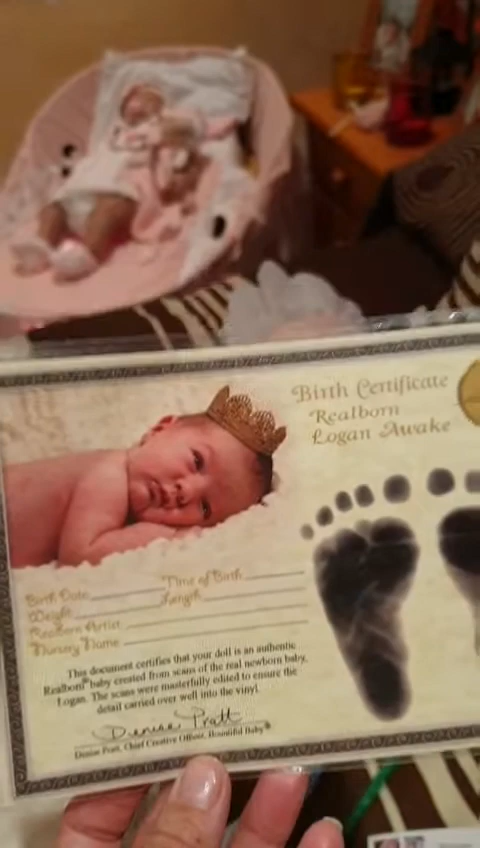 Birth Certificate
Realborn
Logan Awake
Birth Date Time of Birth
Weight Length
Realborn Artist
Nursery Name
This document certifies that your doll is an authentic
Realborn® baby created from scans of the real newborn baby,
Logan. The scans were masterfully edited to ensure the
detail carried over well into the vinyl.
Denise Pratt
Denise Pratt, Chief Creative Officer, Bountiful Baby®